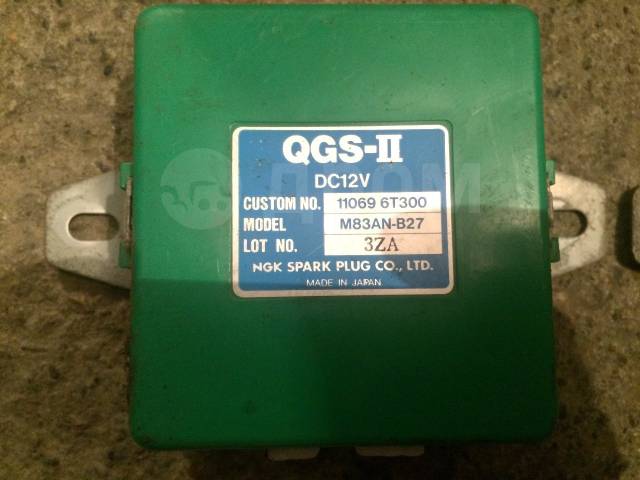 QGS-II
DC12V
CUSTOM NO. 11069 6T300
MODEL M83AN-B27
LOT NO. 3ZA
NGK SPARK PLUG CO., LTD.
MADE IN JAPAN
ДРОМ